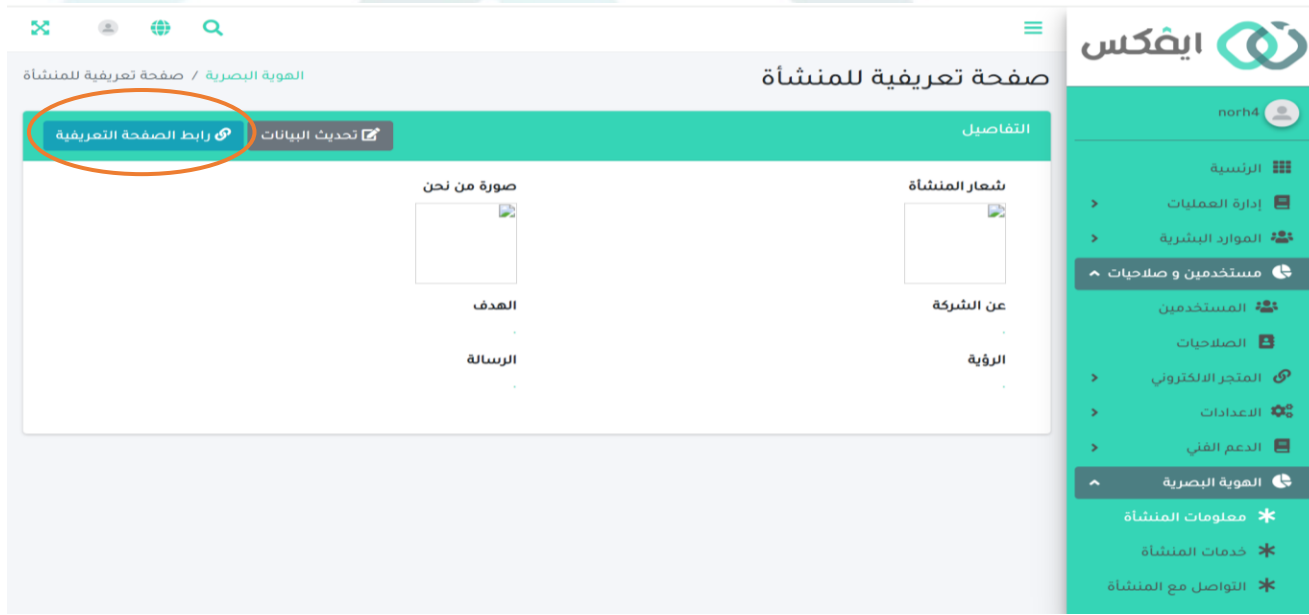 ايفكس
norh4
الرئسية
إدارة العمليات
الموارد البشرية
مستخدمين و صلاحيات
المستخدمين
الصلاحيات
المتجر الالكتروني
الاعدادات
الدعم الفني
الهوية البصرية
معلومات المنشأة
خدمات المنشأة
التواصل مع المنشأة
صفحة تعريفية للمنشأة
الهوية البصرية / صفحة تعريفية للمنشأة
التفاصيل
تحديث البيانات
رابط الصفحة التعريفية
شعار المنشأة
صورة من نحن
عن الشركة
.
الهدف
.
الرؤية
.
الرسالة
.